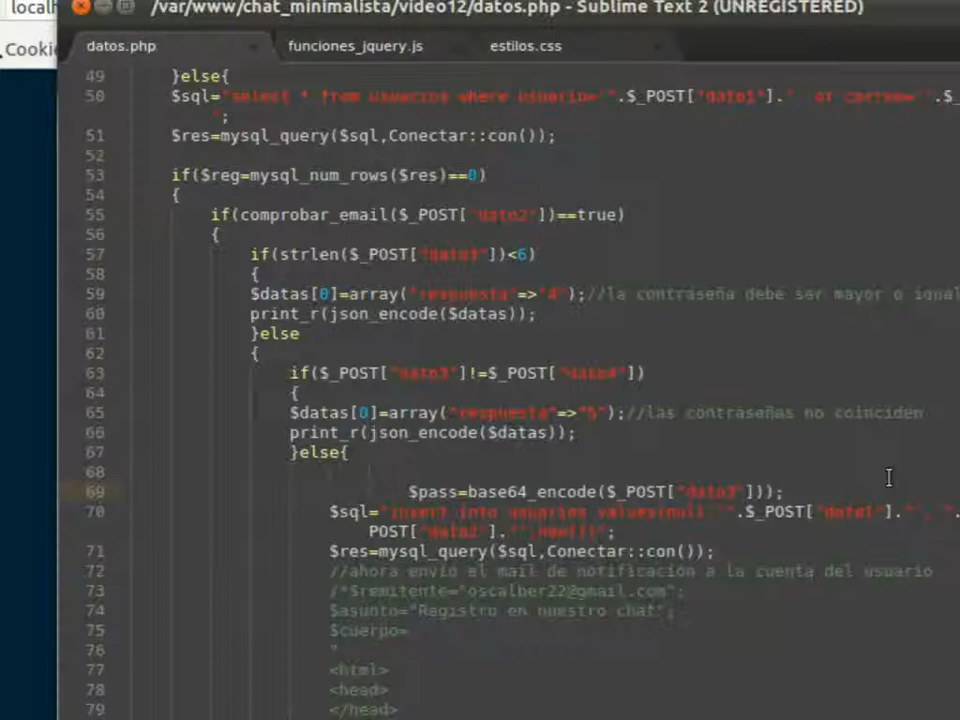 localh
/var/www/chat_minimalista/video12/datos.php - Sublime Text 2 (UNREGISTERED)
Cookie
datos.php funciones_jquery.js estilos.css
49 }else{
50 $sql="select * from usuarios where usuario='".$_POST["dato1"]."' or correo='".$_
';
51 $res=mysql_query($sql,Conectar::con());
52
53 if($reg=mysql_num_rows($res)==0)
54 {
55 if(comprobar_email($_POST["dato2"])==true)
56 {
57 if(strlen($_POST["dato3"])<6)
58 {
59 $datas[0]=array("respuesta"=>"4");//la contraseña debe ser mayor o igual
60 print_r(json_encode($datas));
61 }else
62 {
63 if($_POST["dato3"]!=$_POST["dato4"])
64 {
65 $datas[0]=array("respuesta"=>"5");//las contraseñas no coinciden
66 print_r(json_encode($datas));
67 }else{
68
69 $pass=base64_encode($_POST["dato3"]));
70 $sql="insert into usuarios values(null,'".$_POST["dato1"]."','".
POST["dato2"]."',now())";
71 $res=mysql_query($sql,Conectar::con());
72 //ahora envio el mail de notificación a la cuenta del usuario
73 /*$remitente="oscalber22@gmail.com";
74 $asunto="Registro en nuestro chat";
75 $cuerpo=
76 "
77 <html>
78 <head>
79 </head>